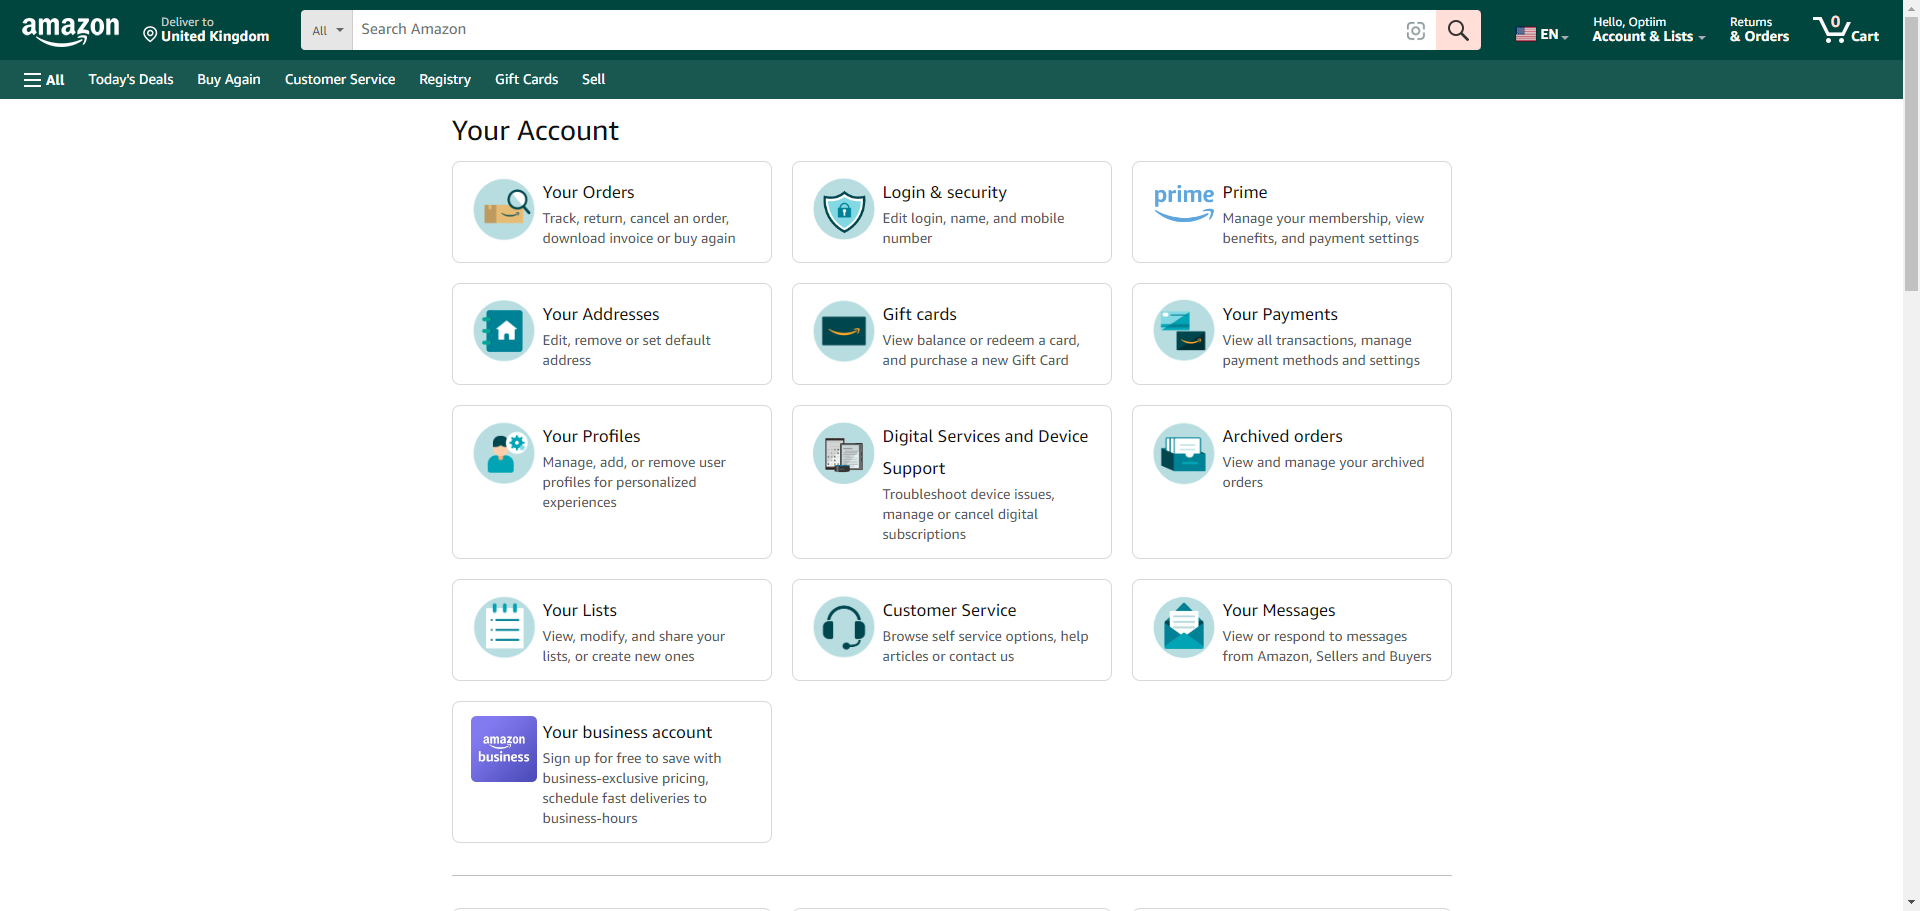 amazon
Deliver to
United Kingdom
All
Search Amazon
EN
Hello, Optiim
Account & Lists
Returns
& Orders
0
Cart
All
Today's Deals
Buy Again
Customer Service
Registry
Gift Cards
Sell
Your Account
Your Orders
Track, return, cancel an order,
download invoice or buy again
Login & security
Edit login, name, and mobile
number
prime
Prime
Manage your membership, view
benefits, and payment settings
Your Addresses
Edit, remove or set default
address
Gift cards
View balance or redeem a card,
and purchase a new Gift Card
Your Payments
View all transactions, manage
payment methods and settings
Your Profiles
Manage, add, or remove user
profiles for personalized
experiences
Digital Services and Device
Support
Troubleshoot device issues,
manage or cancel digital
subscriptions
Archived orders
View and manage your archived
orders
Your Lists
View, modify, and share your
lists, or create new ones
Customer Service
Browse self service options, help
articles or contact us
Your Messages
View or respond to messages
from Amazon, Sellers and Buyers
amazon
business
Your business account
Sign up for free to save with
business-exclusive pricing,
schedule fast deliveries to
business-hours